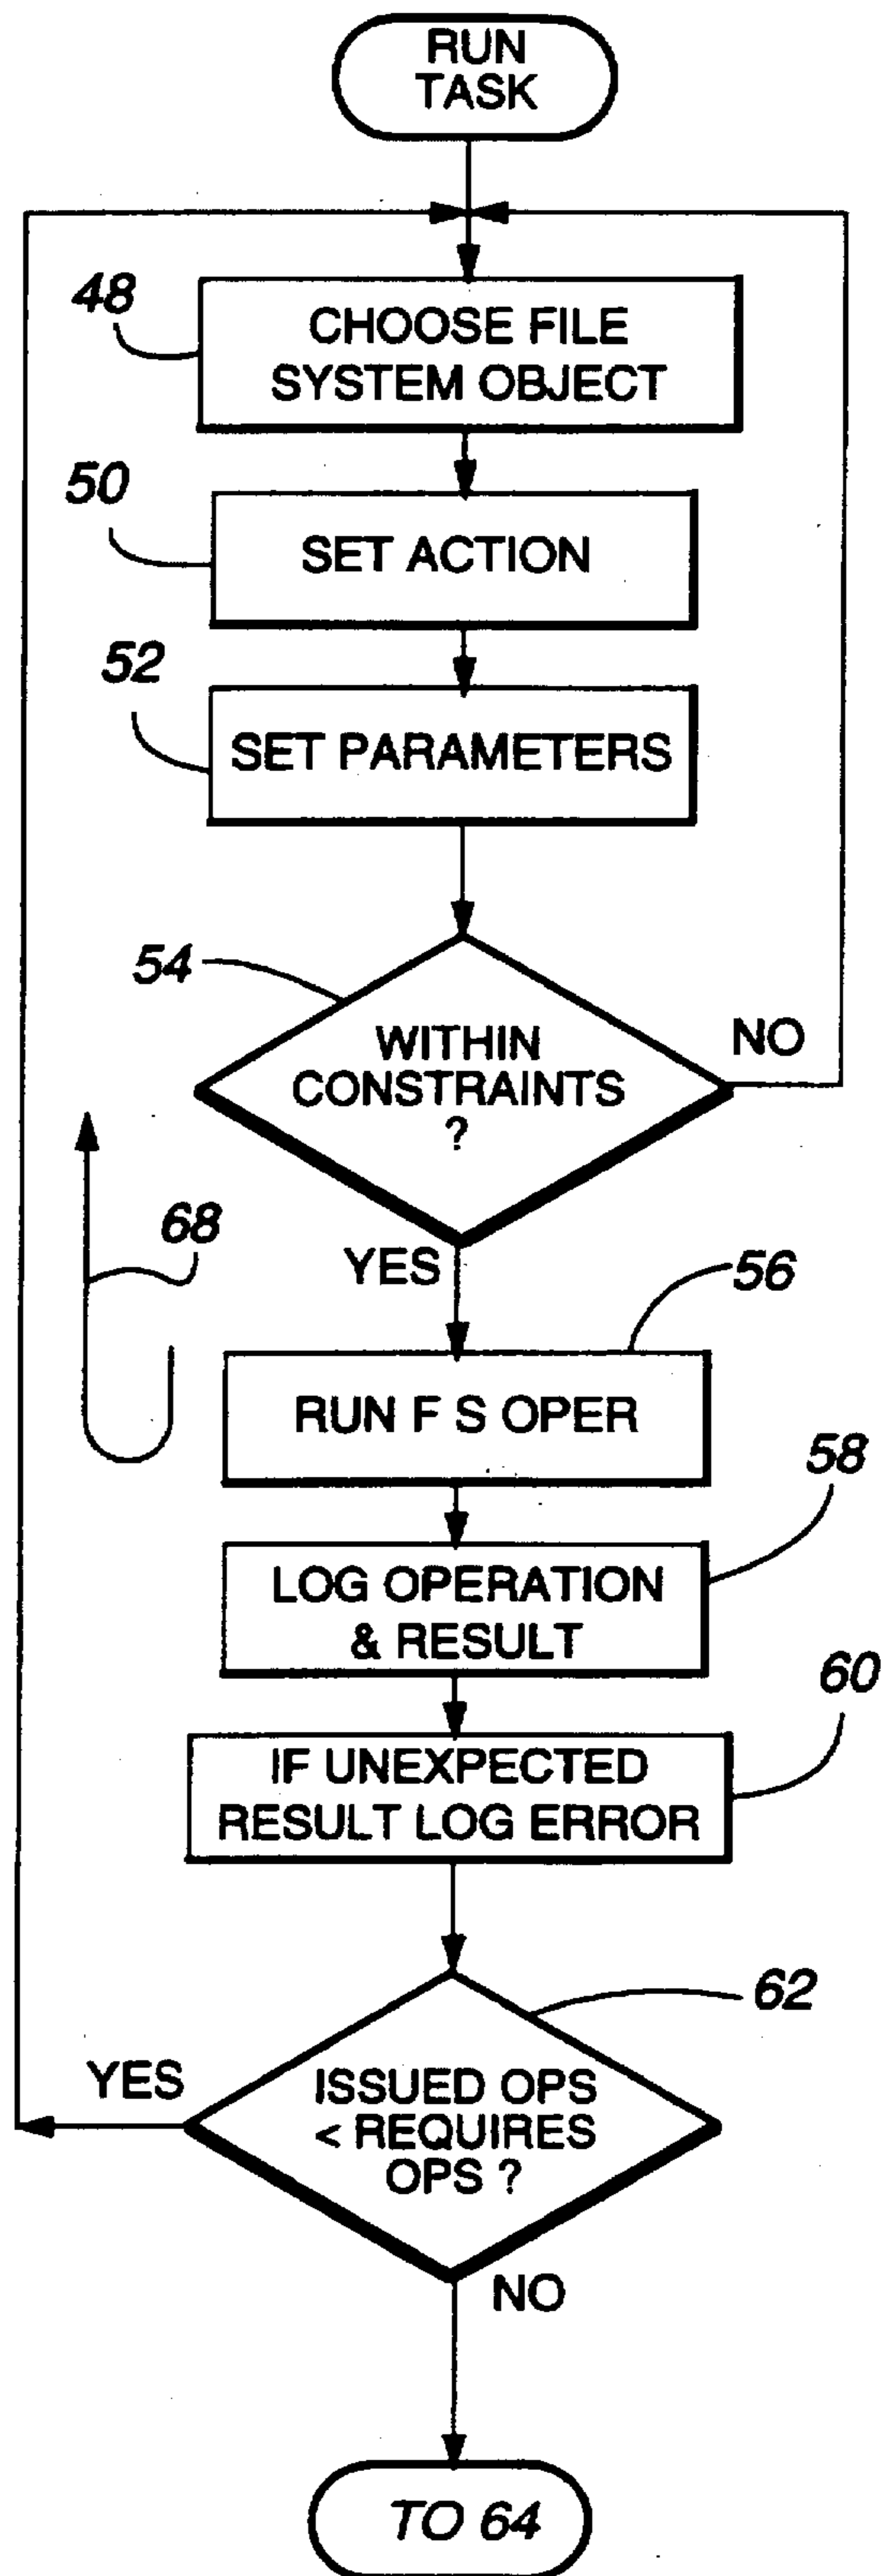 RUN
TASK
48
CHOOSE FILE
SYSTEM OBJECT
50
SET ACTION
52
SET PARAMETERS
54
WITHIN
CONSTRAINTS
?
NO
68
YES
56
RUN F S OPER
58
LOG OPERATION
& RESULT
60
IF UNEXPECTED
RESULT LOG ERROR
62
YES
ISSUED OPS
< REQUIRES
OPS ?
NO
TO 64